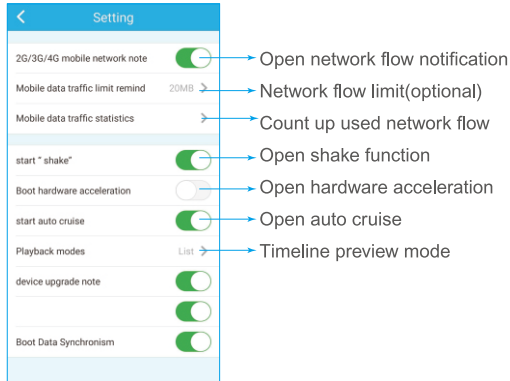 Setting
2G/3G/4G mobile network note
Open network flow notification
Mobile data traffic limit remind 20MB
Network flow limit(optional)
Mobile data traffic statistics
Count up used network flow
start " shake"
Open shake function
Boot hardware acceleration
Open hardware acceleration
start auto cruise
Open auto cruise
Playback modes List
Timeline preview mode
device upgrade note
Boot Data Synchronism